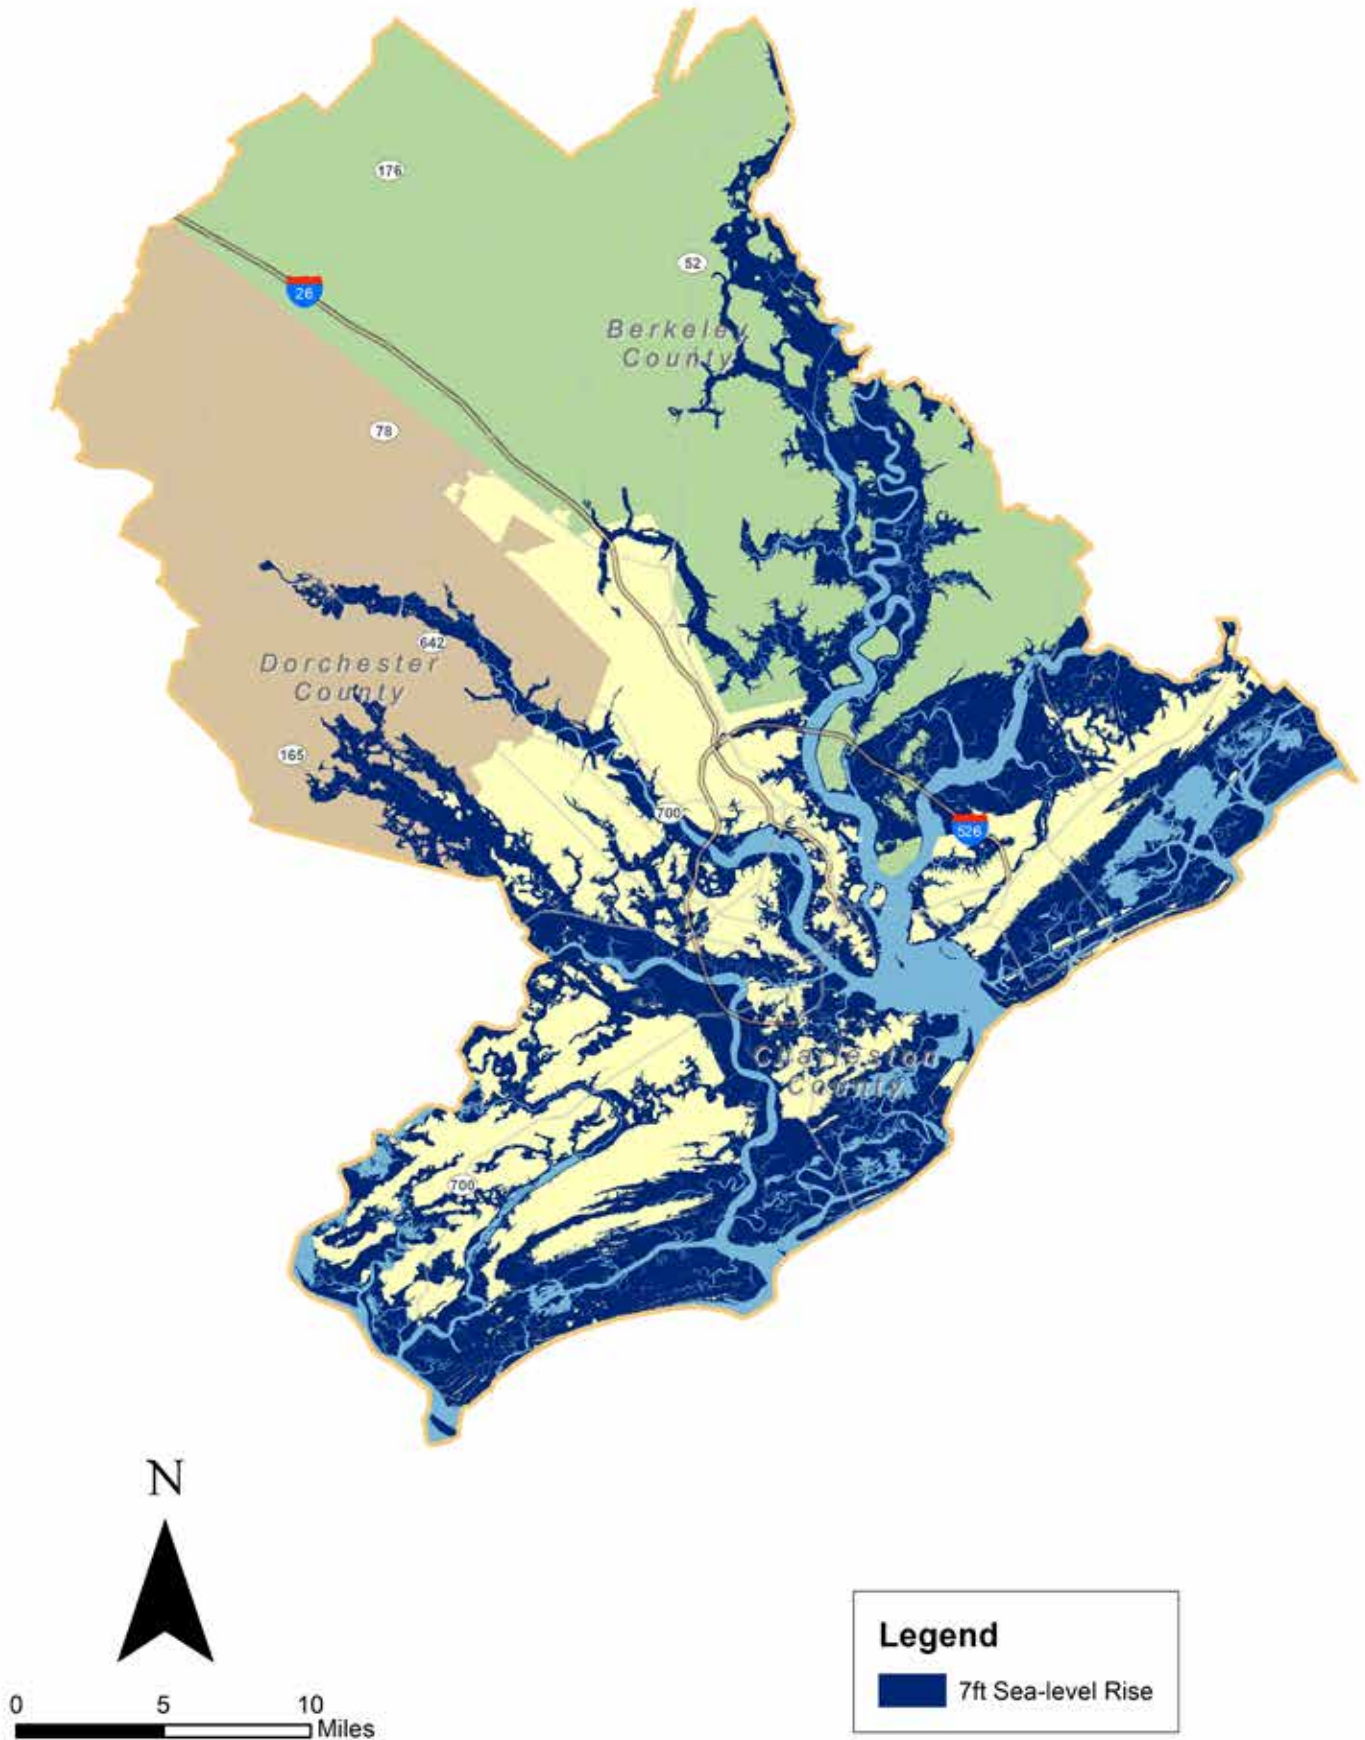 176
52
26
Berkeley
County
78
642
Dorchester
County
165
700
526
Charleston
County
700
N
Legend
7ft Sea-level Rise
0 5 10
Miles